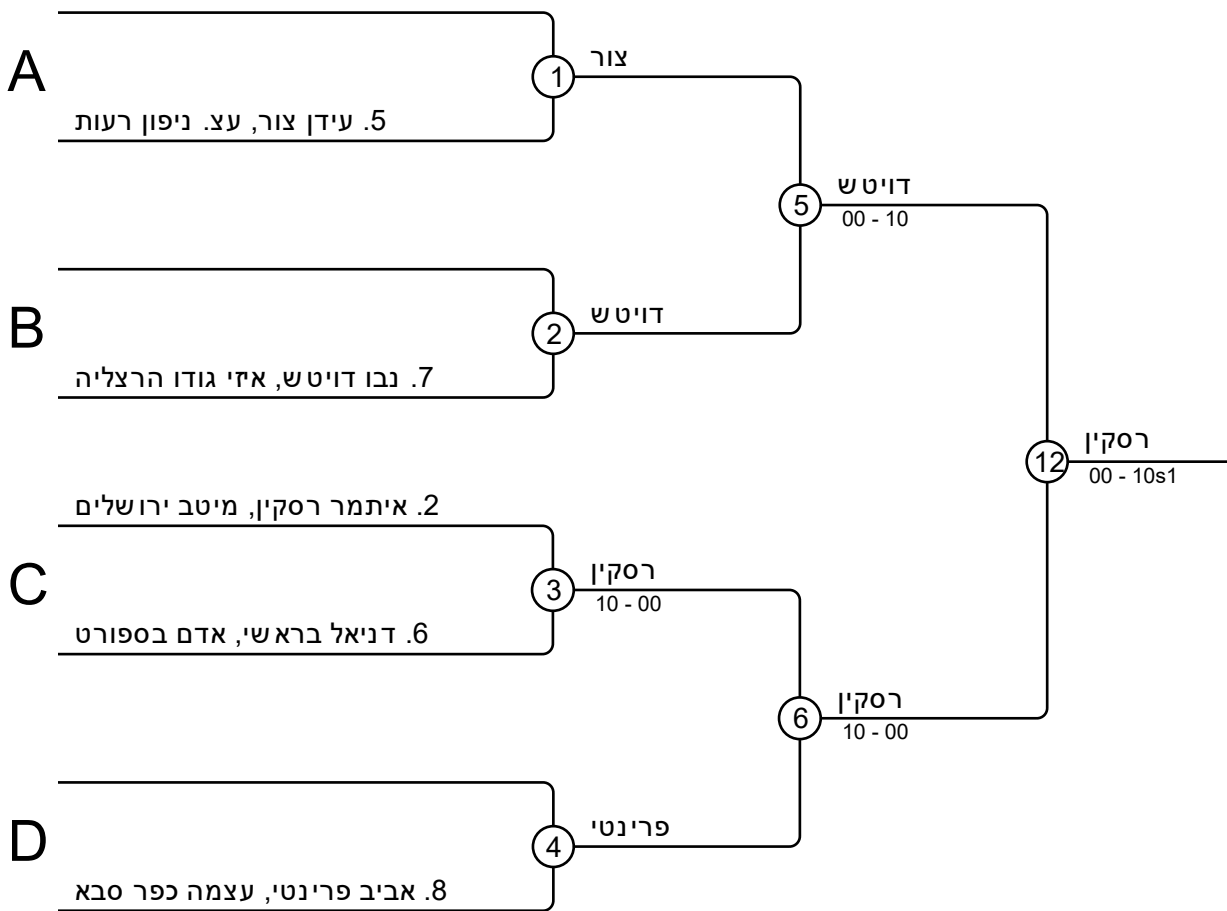 A
1
צור
5. עידן צור, עצ. ניפון רעות
5
דויטש
00 - 10
B
2
דויטש
7. נבו דויטש, איזי גודו הרצליה
12
רסקין
00 - 10s1
2. איתמר רסקין, מיטב ירושלים
C
3
רסקין
10 - 00
6. דניאל בראשי, אדם בספורט
6
רסקין
10 - 00
D
4
פרינטי
8. אביב פרינטי, עצמה כפר סבא